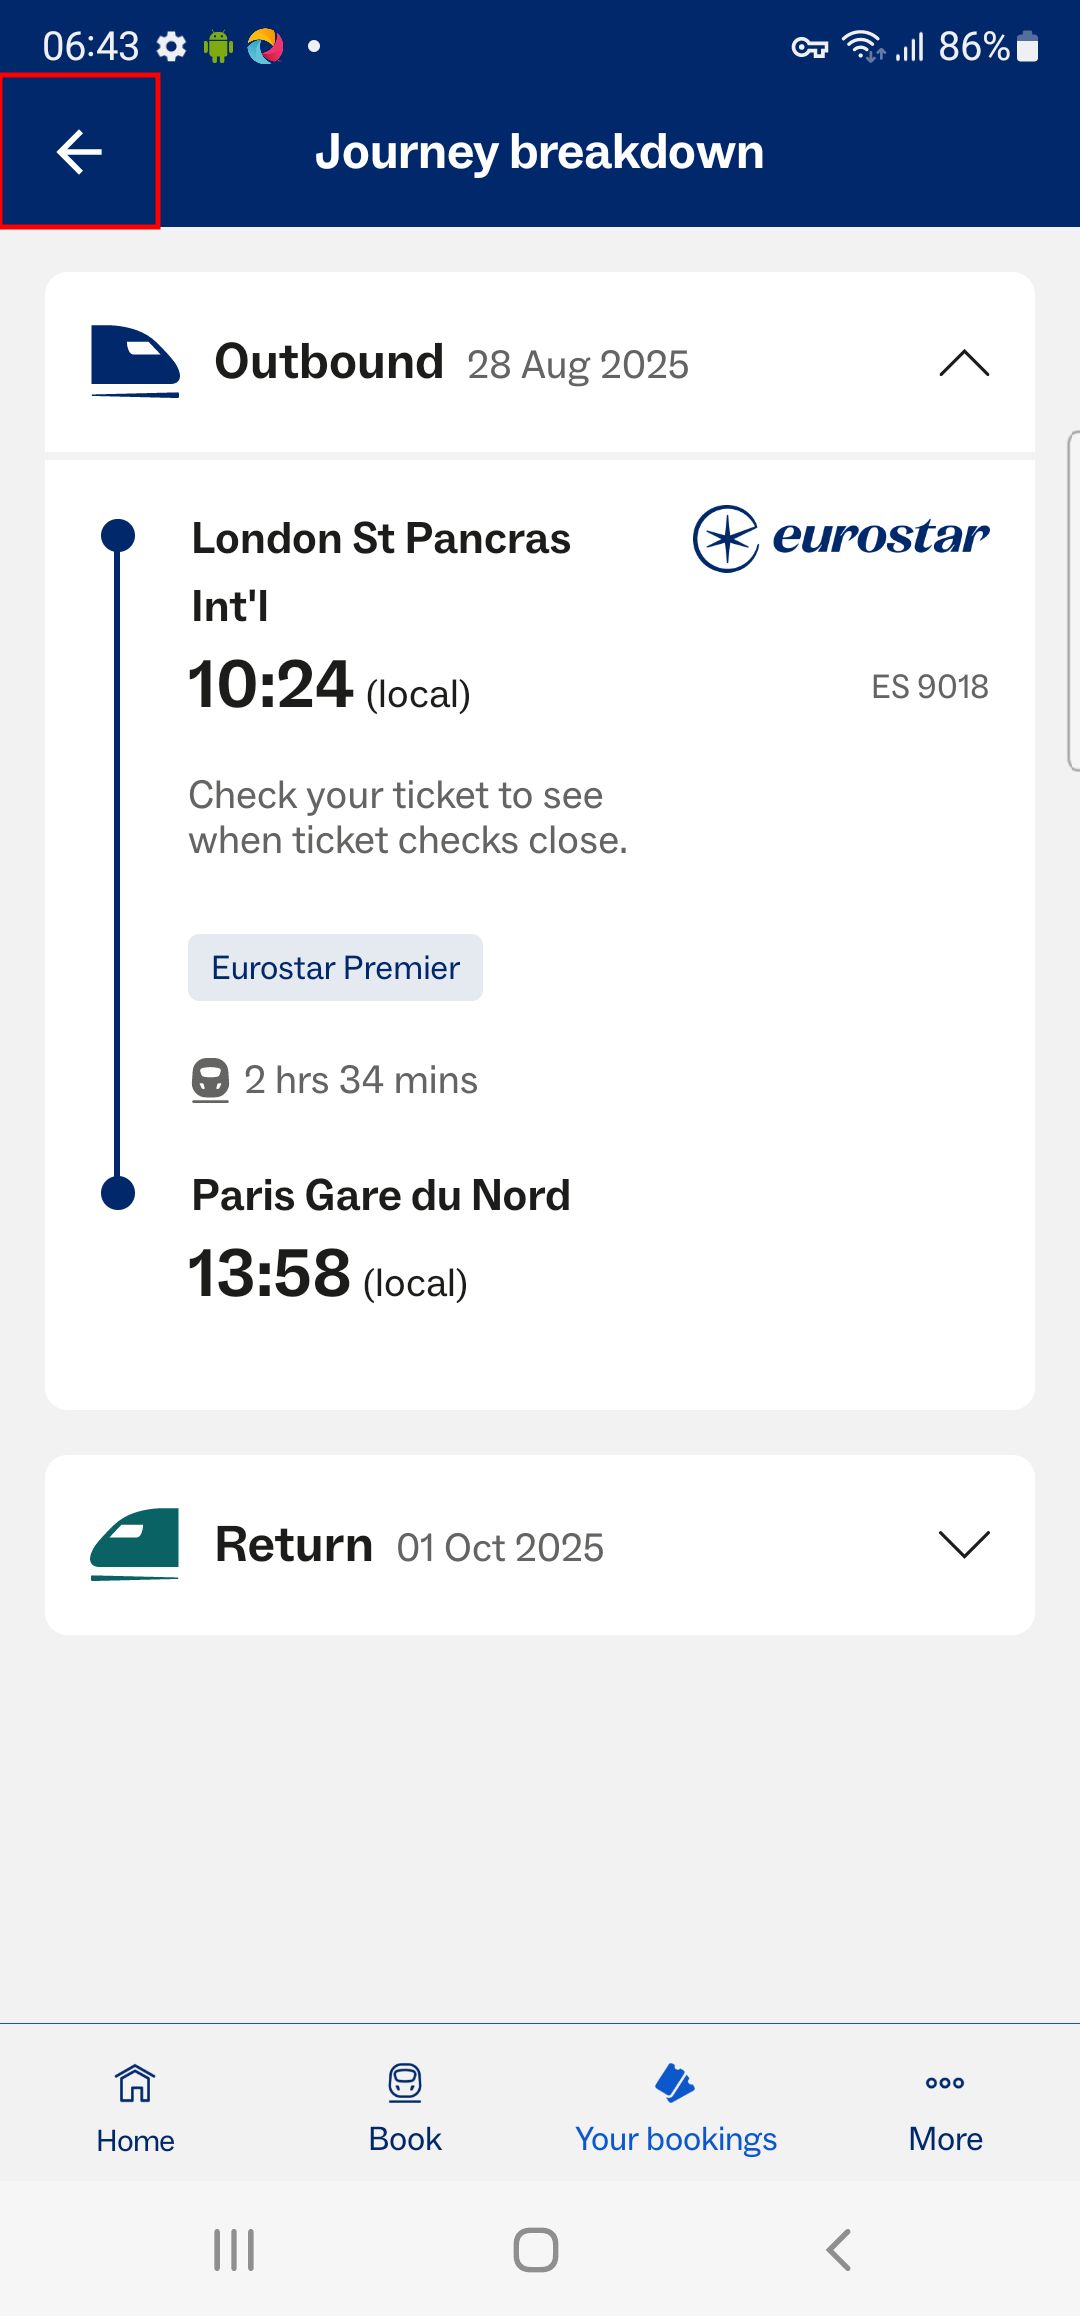 06:43
86%
Journey breakdown
Outbound 28 Aug 2025
London St Pancras
Int'l
eurostar
10:24 (local)
ES 9018
Check your ticket to see
when ticket checks close.
Eurostar Premier
2 hrs 34 mins
Paris Gare du Nord
13:58 (local)
Return 01 Oct 2025
Home
Book
Your bookings
More